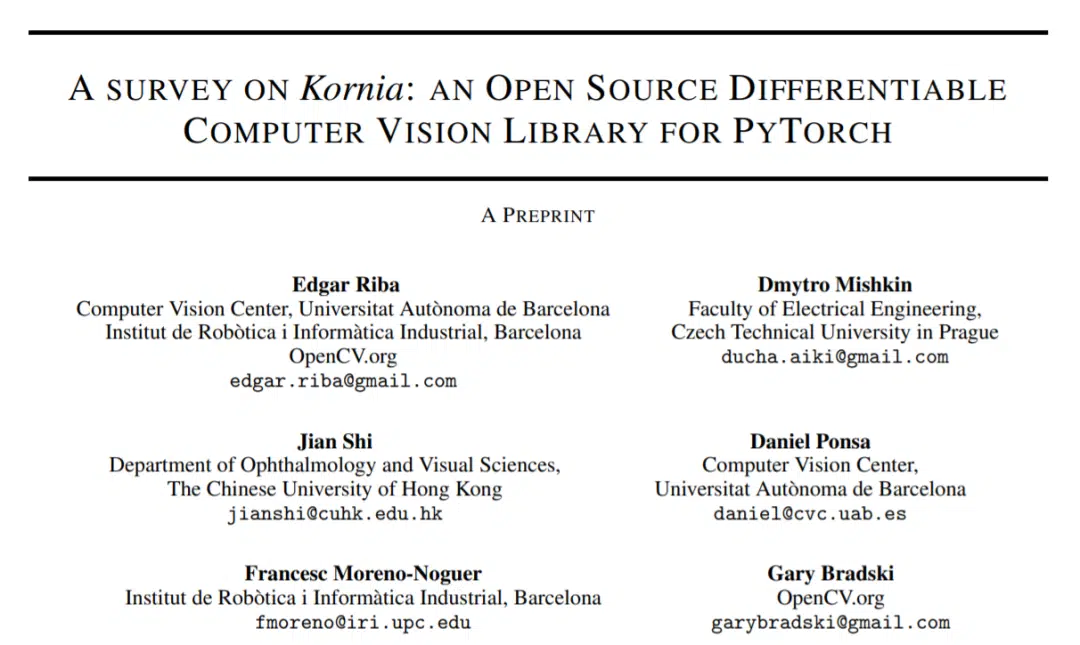 A SURVEY ON Kornia: AN OPEN SOURCE DIFFERENTIABLE
COMPUTER VISION LIBRARY FOR PYTORCH
A PREPRINT
Edgar Riba
Computer Vision Center, Universitat Autònoma de Barcelona
Institut de Robòtica i Informàtica Industrial, Barcelona
OpenCV.org
edgar.riba@gmail.com
Dmytro Mishkin
Faculty of Electrical Engineering,
Czech Technical University in Prague
ducha.aiki@gmail.com
Jian Shi
Department of Ophthalmology and Visual Sciences,
The Chinese University of Hong Kong
jianshi@cuhk.edu.hk
Daniel Ponsa
Computer Vision Center,
Universitat Autònoma de Barcelona
daniel@cvc.uab.es
Francesc Moreno-Noguer
Institut de Robòtica i Informàtica Industrial, Barcelona
fmoreno@iri.upc.edu
Gary Bradski
OpenCV.org
garybradski@gmail.com